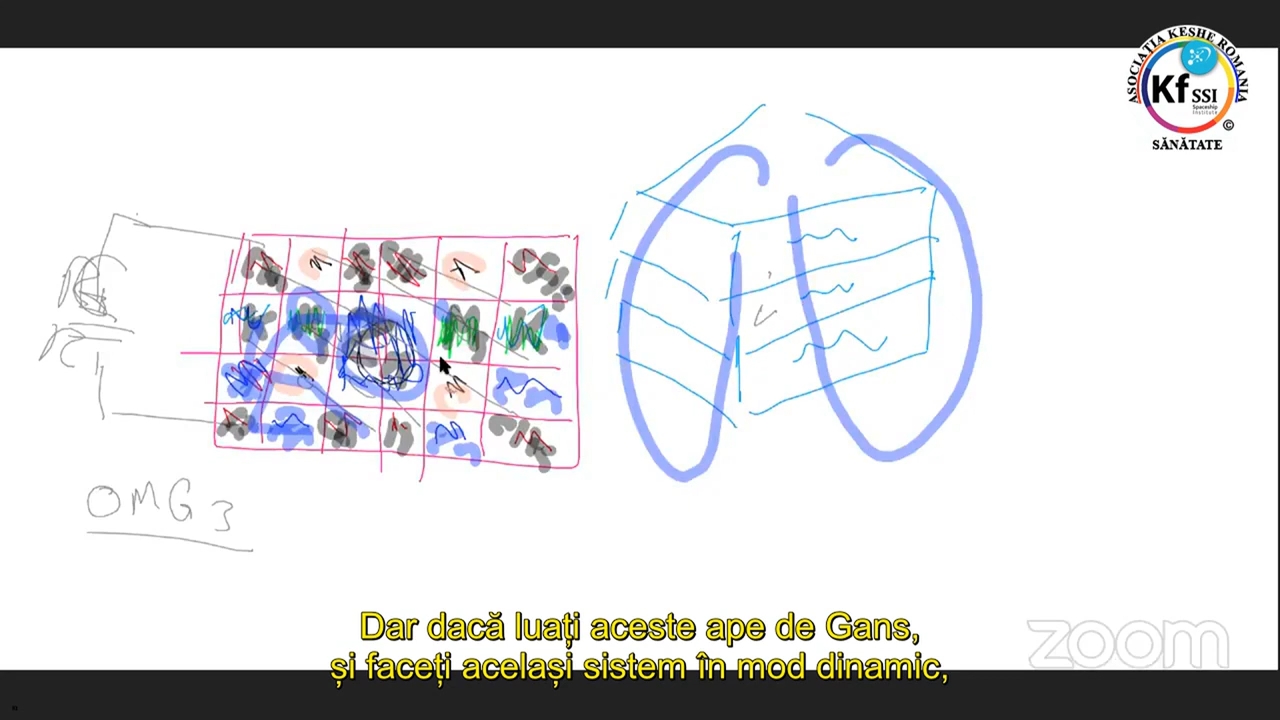 ASOCIAȚIA KESHE ROMANIA
Kf SSI
Spaceship
Institute
©
SĂNĂTATE
OMG 3
Dar dacă luați aceste ape de Gans,
și faceți același sistem în mod dinamic,
zoom